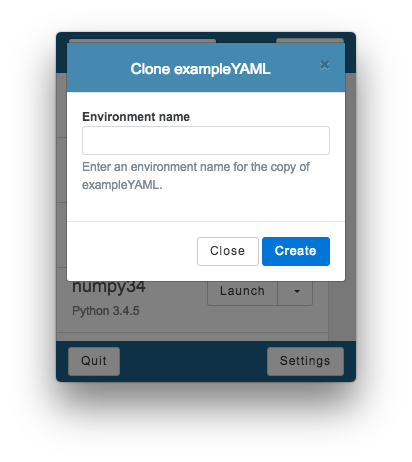 Clone exampleYAML
×
Environment name
Enter an environment name for the copy of
exampleYAML.
Close
Create
numpy34
Launch
Python 3.4.5
Quit
Settings